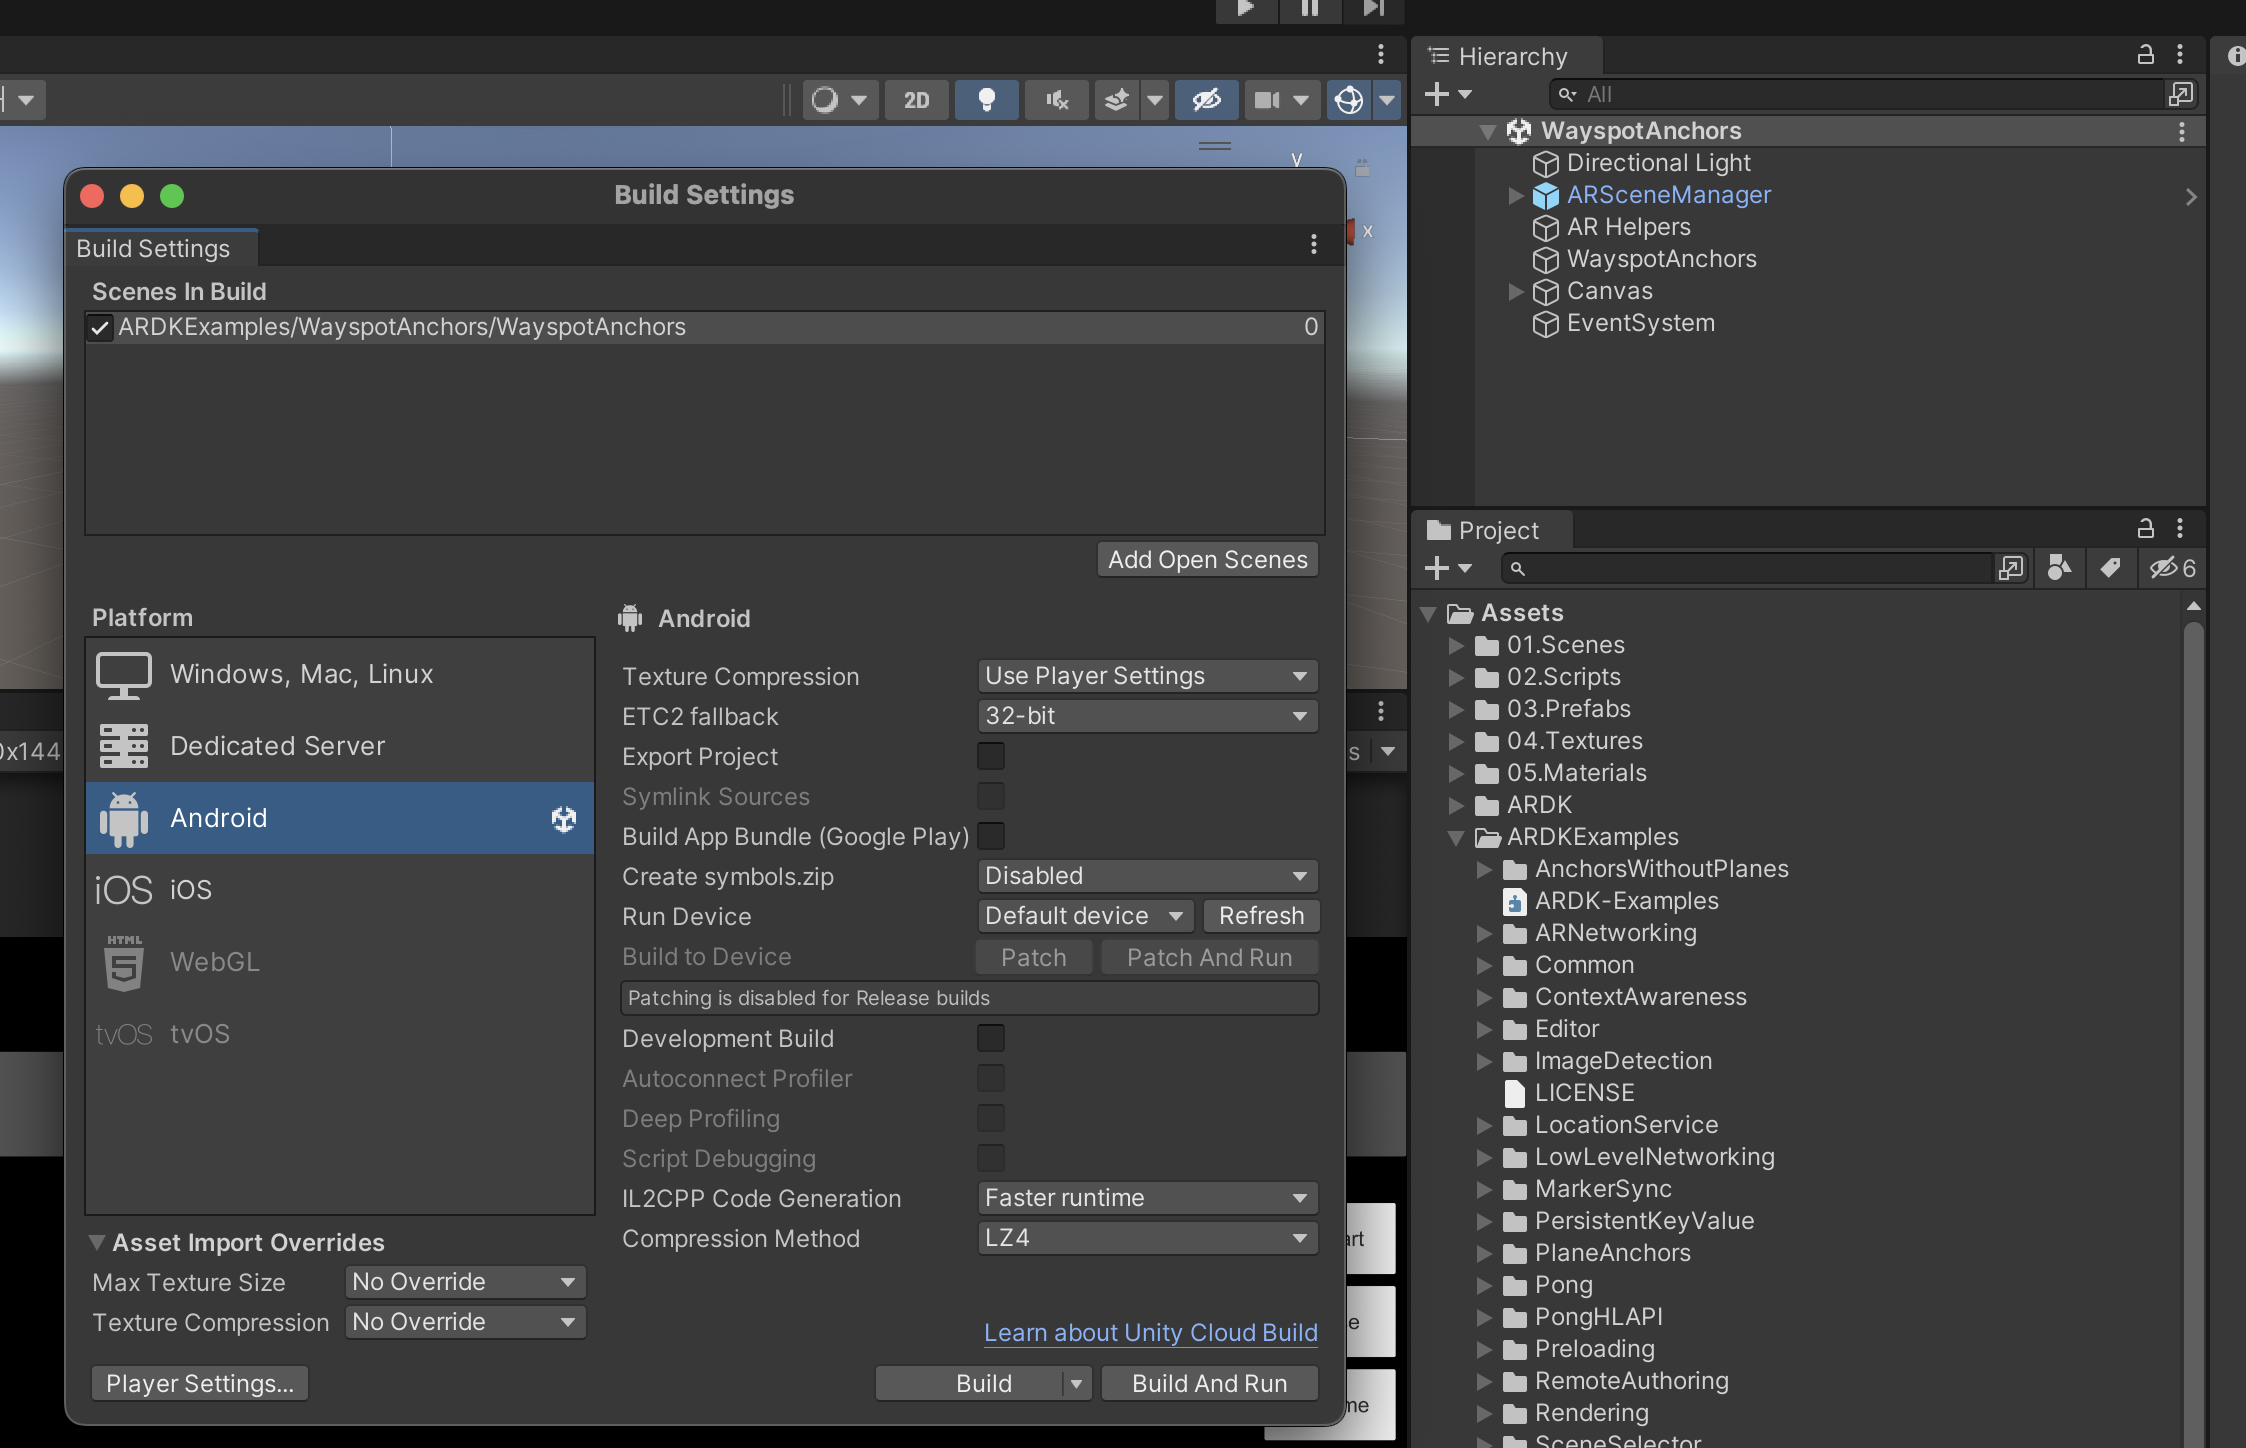 2D
y
x
Build Settings
Build Settings
Scenes In Build
ARDKExamples/WayspotAnchors/WayspotAnchors 0
Add Open Scenes
Platform
Windows, Mac, Linux
Dedicated Server
Android
iOS iOS
HTML
5
WebGL
tvOS tvOS
Asset Import Overrides
Max Texture Size No Override
Texture Compression No Override
Player Settings...
Android
Texture Compression Use Player Settings
ETC2 fallback 32-bit
Export Project
Symlink Sources
Build App Bundle (Google Play)
Create symbols.zip Disabled
Run Device Default device Refresh
Build to Device Patch Patch And Run
Patching is disabled for Release builds
Development Build
Autoconnect Profiler
Deep Profiling
Script Debugging
IL2CPP Code Generation Faster runtime
Compression Method LZ4
Learn about Unity Cloud Build
Build Build And Run
Hierarchy
All
WayspotAnchors
Directional Light
ARSceneManager
AR Helpers
WayspotAnchors
Canvas
EventSystem
Project
6
Assets
01.Scenes
02.Scripts
03.Prefabs
04.Textures
05.Materials
ARDK
ARDKExamples
AnchorsWithoutPlanes
ARDK-Examples
ARNetworking
Common
ContextAwareness
Editor
ImageDetection
LICENSE
LocationService
LowLevelNetworking
MarkerSync
PersistentKeyValue
PlaneAnchors
Pong
PongHLAPI
Preloading
RemoteAuthoring
Rendering
SceneSelector